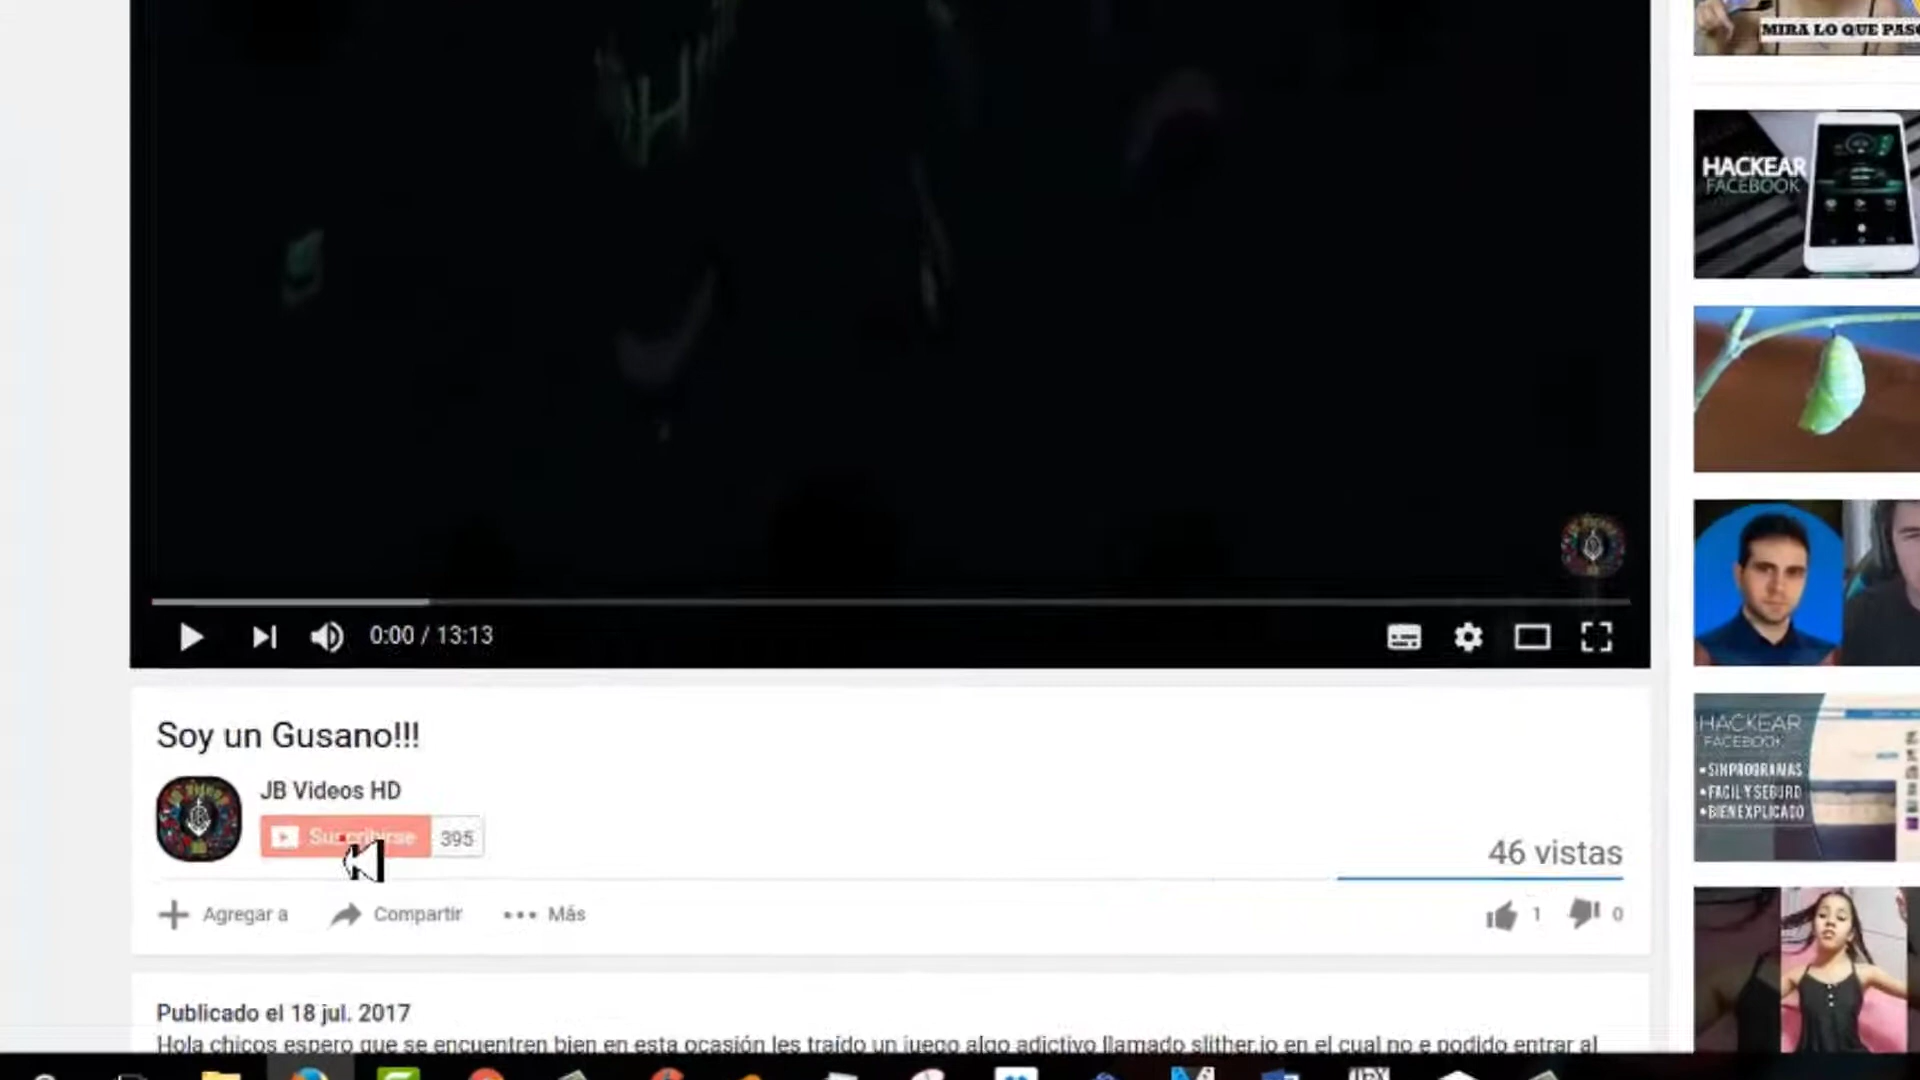 MIRA LO QUE PASO
HACKEAR
FACEBOOK
0:00 / 13:13
Soy un Gusano!!!
JB Videos HD
Suscribirse 395
46 vistas
Agregar a Compartir Más
1 0
HACKEAR
FACEBOOK
•SIN PROGRAMAS
•FACIL Y SEGURO
•BIEN EXPLICADO
Publicado el 18 jul. 2017
Hola chicos espero que se encuentren bien en esta ocasión les traído un juego algo adictivo llamado slither.io en el cual no e podido entrar al